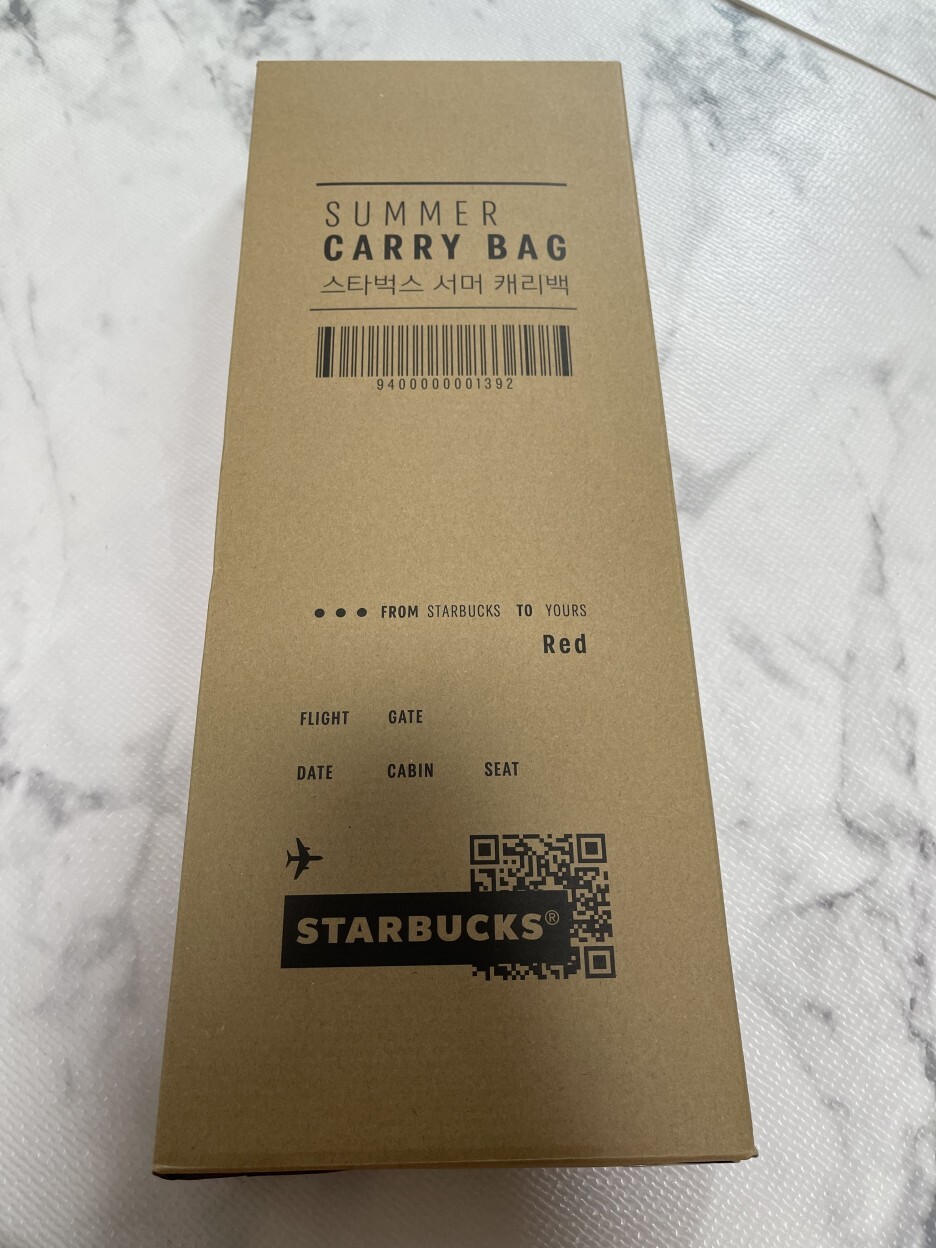 SUMMER
CARRY BAG
스타벅스 서머 캐리백
9400000001392
FROM STARBUCKS TO YOURS
Red
FLIGHT GATE
DATE CABIN SEAT
STARBUCKS®